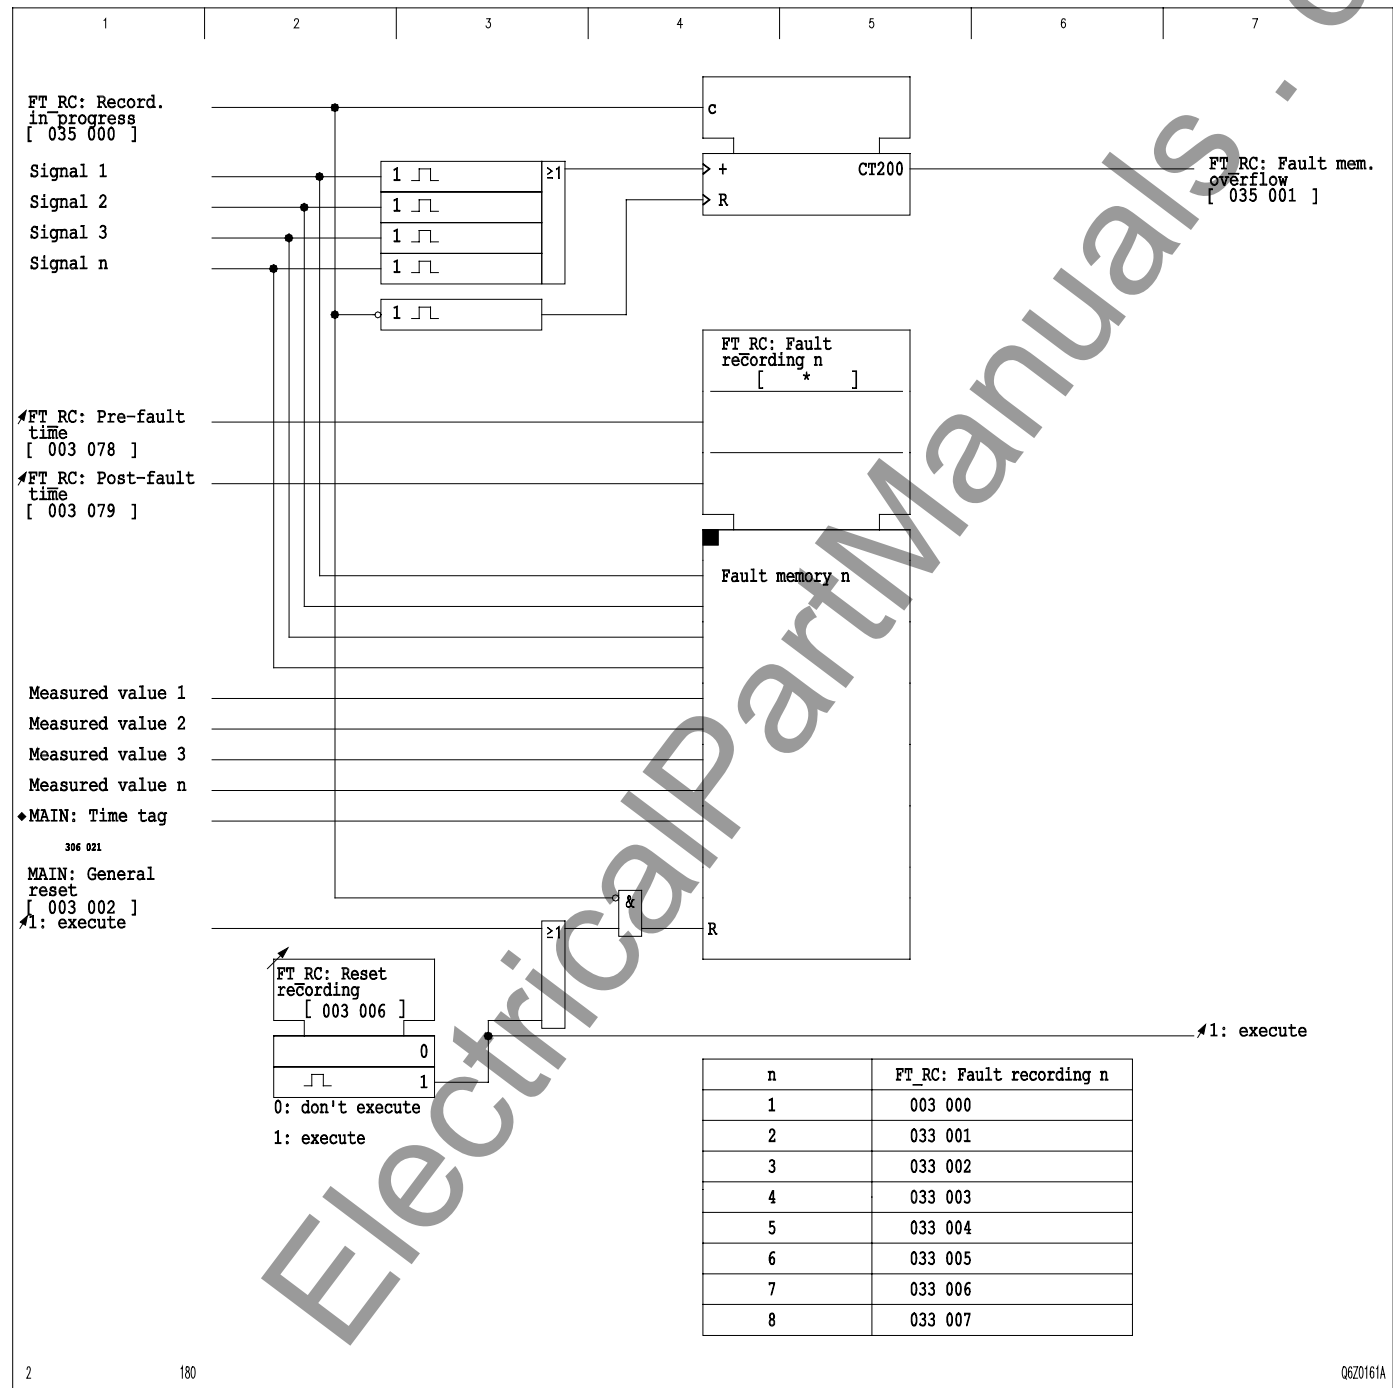 1 2 3 4 5 6 7
FT_RC: Record.
in progress
[ 035 000 ]
c
Signal 1
1
≥1
+
CT200
FT_RC: Fault mem.
overflow
[ 035 001 ]
Signal 2
1
R
Signal 3
1
Signal n
1
1
FT_RC: Fault
recording n
[ * ]
FT_RC: Pre-fault
time
[ 003 078 ]
FT_RC: Post-fault
time
[ 003 079 ]
Fault memory n
Measured value 1
Measured value 2
Measured value 3
Measured value n
MAIN: Time tag
306 021
MAIN: General
reset
[ 003 002 ]
1: execute
&
≥1
R
FT_RC: Reset
recording
[ 003 006 ]
0
1
0: don't execute
1: execute
1: execute
n FT_RC: Fault recording n
1 003 000
2 033 001
3 033 002
4 033 003
5 033 004
6 033 005
7 033 006
8 033 007
2 180 Q6Z0161A
ElectricalPartManuals .